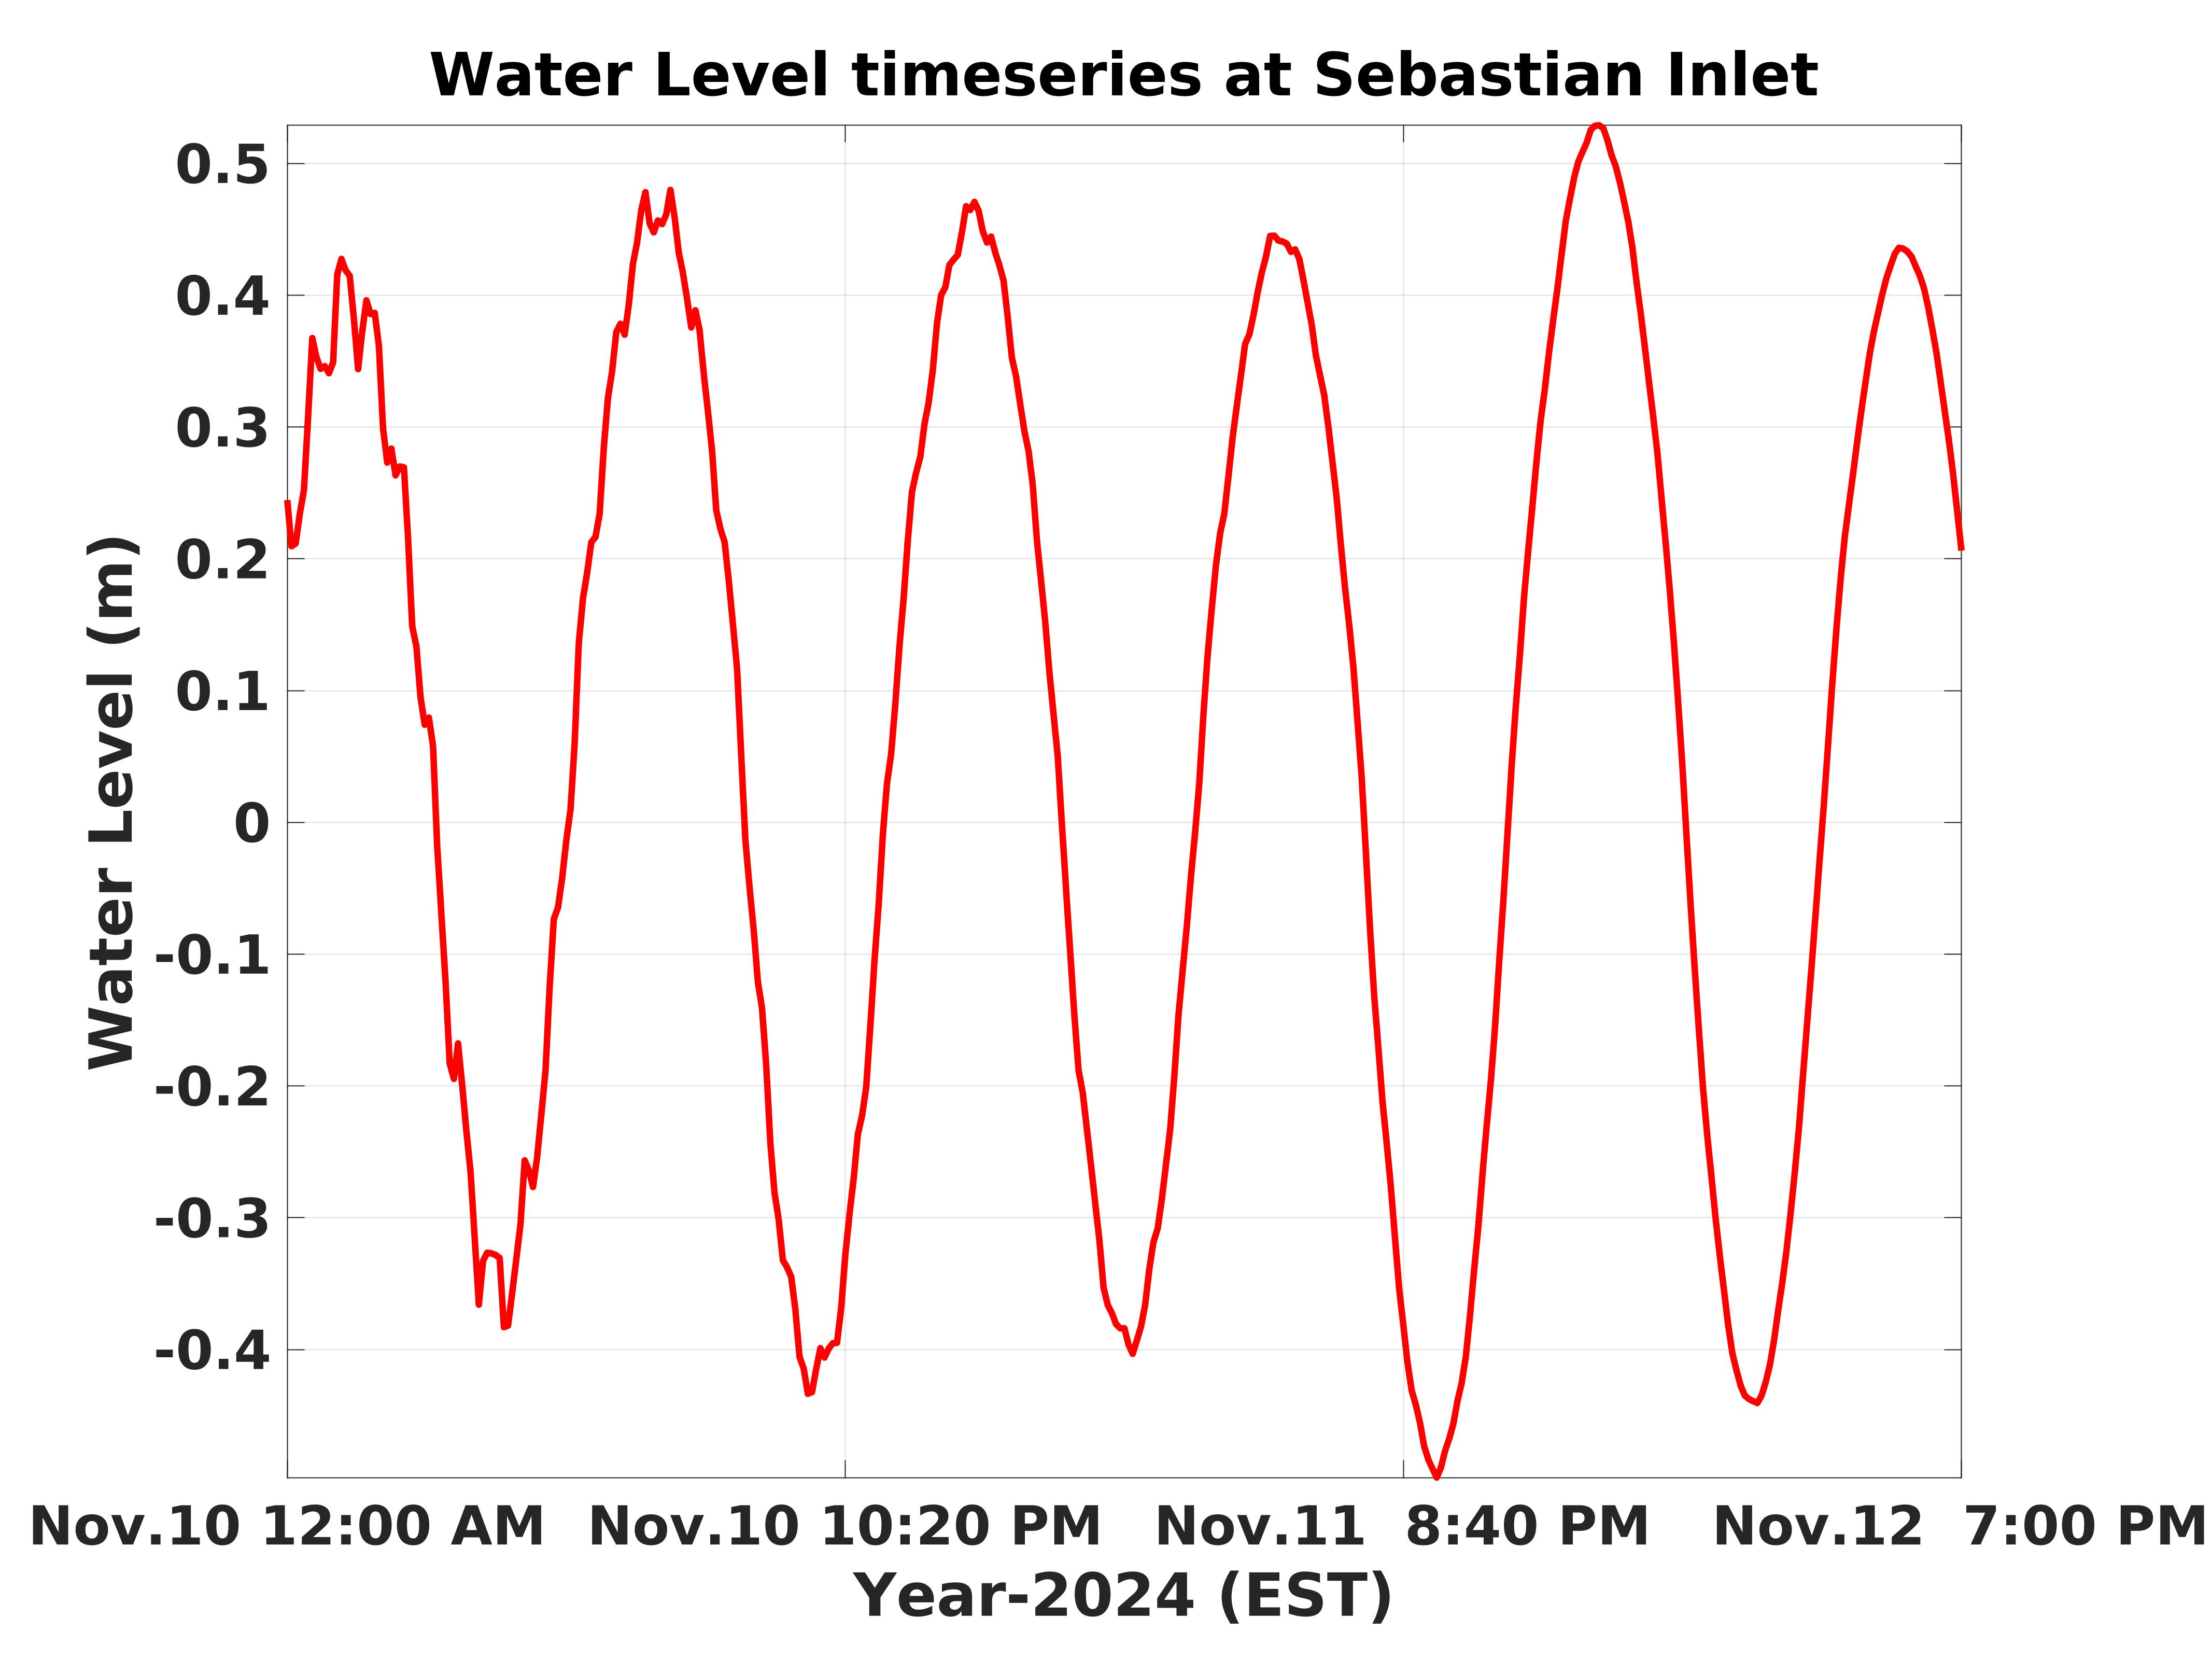 Water Level timeseries at Sebastian Inlet
0.5
0.4
0.3
0.2
0.1
0
-0.1
-0.2
-0.3
-0.4
Water Level (m)
Nov.10 12:00 AM Nov.10 10:20 PM Nov.11 8:40 PM Nov.12 7:00 PM
Year-2024 (EST)